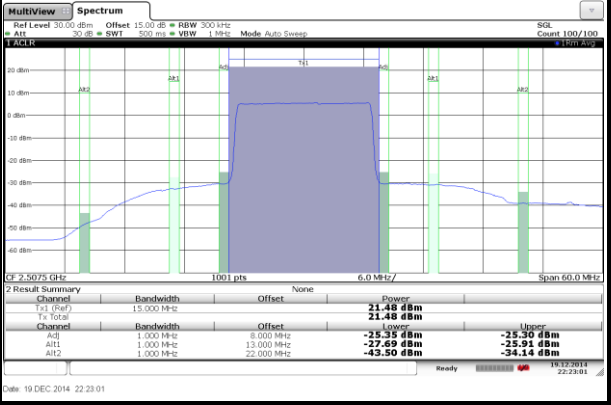 MultiView Spectrum
Ref Level 30.00 dBm Offset 15.00 dB RBW 300 kHz SGL
Att 30 dB SWT 500 ms VBW 1 MHz Mode Auto Sweep Count 100/100
1 ACLR 1Rm Avg
Tx1
Adj Adj
20 dBm
Alt1 Alt1
Alt2 Alt2
10 dBm
0 dBm
-10 dBm
-20 dBm
-30 dBm
-40 dBm
-50 dBm
-60 dBm
CF 2.5075 GHz 1001 pts 6.0 MHz/ Span 60.0 MHz
2 Result Summary None
Channel Bandwidth Offset Power
Tx1 (Ref) 15.000 MHz 21.48 dBm
Tx Total 21.48 dBm
Channel Bandwidth Offset Lower Upper
Adj 1.000 MHz 8.000 MHz -25.35 dBm -25.30 dBm
Alt1 1.000 MHz 13.000 MHz -27.69 dBm -25.91 dBm
Alt2 1.000 MHz 22.000 MHz -43.50 dBm -34.14 dBm
Ready 19.12.2014
22:23:01
Date: 19.DEC.2014 22:23:01